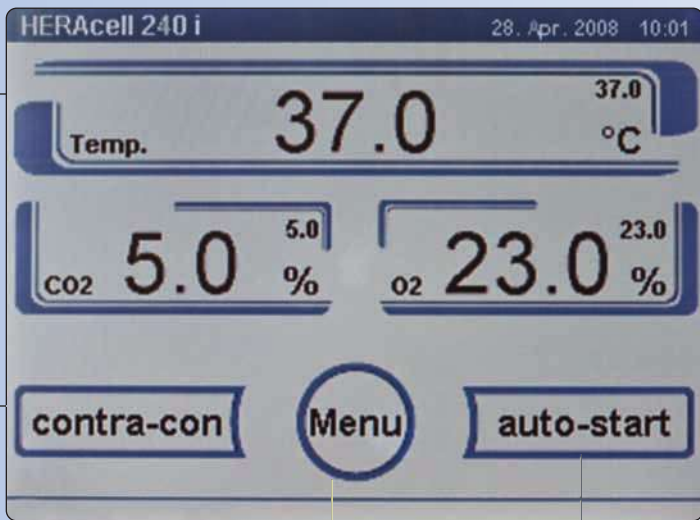 HERAcell 240 i 28. Apr. 2008 10:01
37.0
Temp. 37.0 °C
5.0 23.0
CO2 5.0 % O2 23.0 %
contra-con Menu auto-start